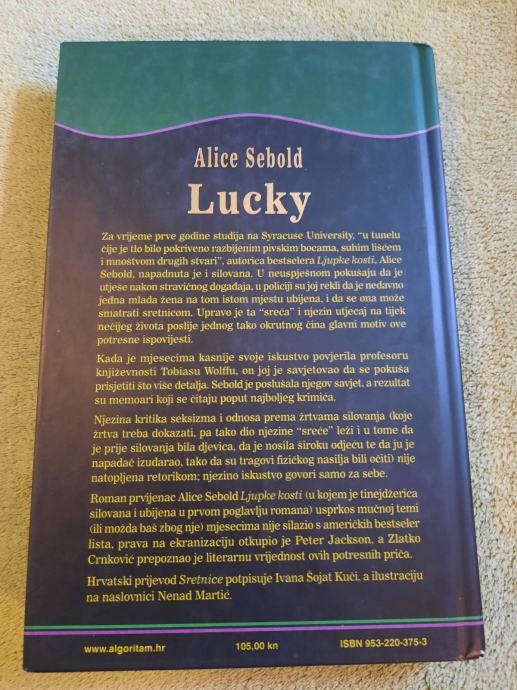 Alice Sebold
Lucky
Za vrijeme prve godine studija na Syracuse University, "u tunelu
čije je tlo bilo pokriveno razbijenim pivskim bocama, suhim lišćem
i mnoštvom drugih stvari", autorica bestselera Ljupke kosti, Alice
Sebold, napadnuta je i silovana. U neuspješnom pokušaju da je
utješe nakon stravičnog događaja, u policiji su joj rekli da je nedavno
jedna mlada žena na tom istom mjestu ubijena, i da se ona može
smatrati sretnicom. Upravo je ta "sreća" i njezin utjecaj na tijek
nečijeg života poslije jednog tako okrutnog čina glavni motiv ove
potresne ispovijesti.
Kada je mjesecima kasnije svoje iskustvo povjerila profesoru
književnosti Tobiasu Wolffu, on joj je savjetovao da se pokuša
prisjetiti što više detalja. Sebold je poslušala njegov savjet, a rezultat
su memoari koji se čitaju poput najboljeg krimića.
Njezina kritika seksizma i odnosa prema žrtvama silovanja (koje
žrtva treba dokazati, pa tako dio njezine "sreće" leži i u tome da
je prije silovanja bila djevica, da je nosila široku odjeću te da ju je
napadač izudarao, tako da su tragovi fizičkog nasilja bili očiti) nije
natopljena retorikom; njezino iskustvo govori samo za sebe.
Roman prvijenac Alice Sebold Ljupke kosti (u kojem je tinejdžerica
silovana i ubijena u prvom poglavlju romana) usprkos mučnoj temi
(ili možda baš zbog nje) mjesecima nije silazio s američkih bestseler
lista, prava na ekranizaciju otkupio je Peter Jackson, a Zlatko
Crnković prepoznao je literarnu vrijednost ovih potresnih priča.
Hrvatski prijevod Sretnice potpisuje Ivana Šojat Kuči, a ilustraciju
na naslovnici Nenad Martić.
www.algoritam.hr
105,00 kn
ISBN 953-220-375-3